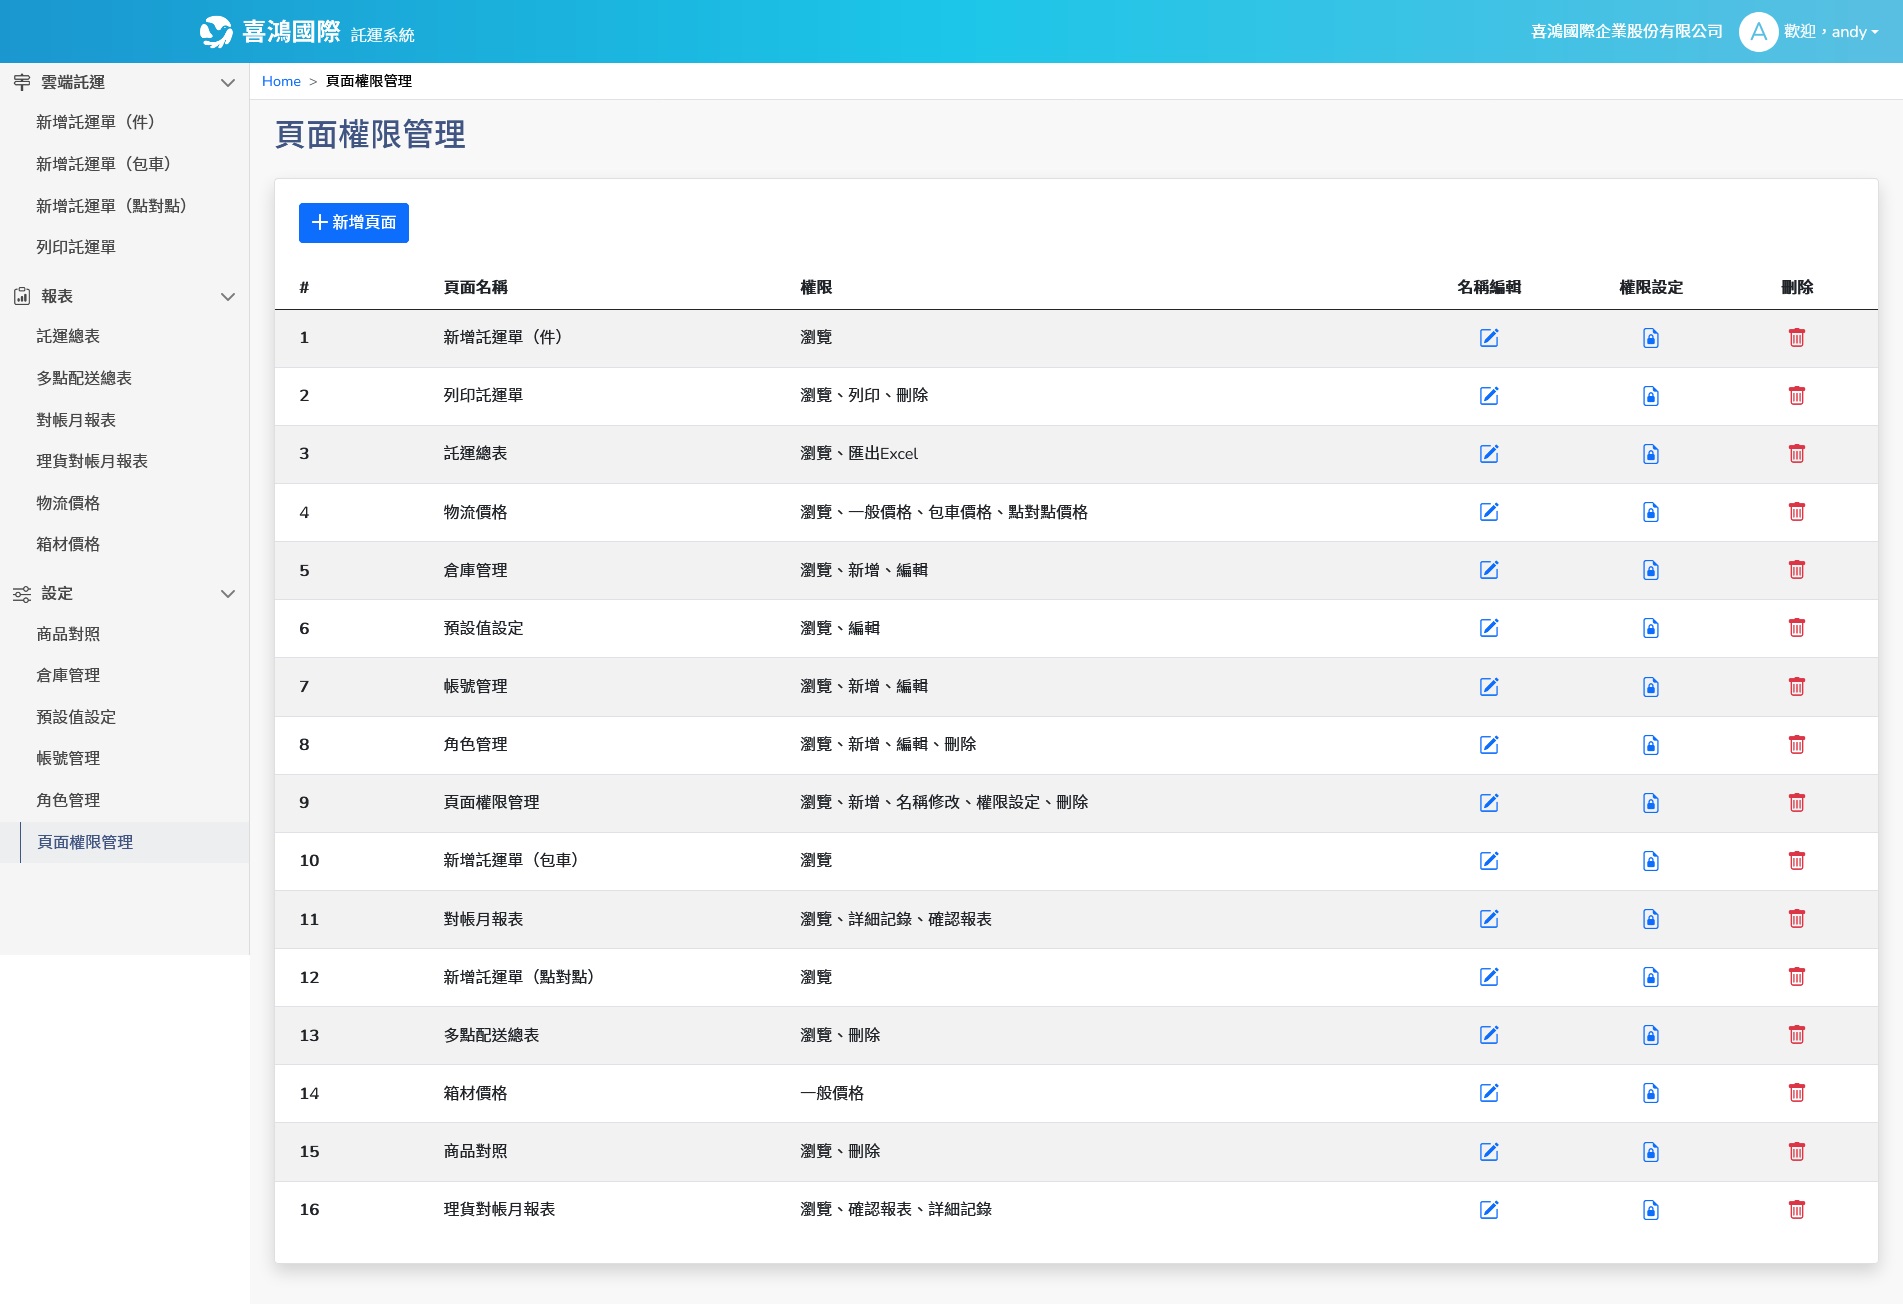 喜鴻國際 託運系統
喜鴻國際企業股份有限公司 A 歡迎，andy
雲端託運
新增託運單（件）
新增託運單（包車）
新增託運單（點對點）
列印託運單
報表
託運總表
多點配送總表
對帳月報表
理貨對帳月報表
物流價格
箱材價格
設定
商品對照
倉庫管理
預設值設定
帳號管理
角色管理
頁面權限管理
Home > 頁面權限管理
頁面權限管理
新增頁面
# 頁面名稱 權限 名稱編輯 權限設定 刪除
1 新增託運單（件） 瀏覽
2 列印託運單 瀏覽、列印、刪除
3 託運總表 瀏覽、匯出Excel
4 物流價格 瀏覽、一般價格、包車價格、點對點價格
5 倉庫管理 瀏覽、新增、編輯
6 預設值設定 瀏覽、編輯
7 帳號管理 瀏覽、新增、編輯
8 角色管理 瀏覽、新增、編輯、刪除
9 頁面權限管理 瀏覽、新增、名稱修改、權限設定、刪除
10 新增託運單（包車） 瀏覽
11 對帳月報表 瀏覽、詳細記錄、確認報表
12 新增託運單（點對點） 瀏覽
13 多點配送總表 瀏覽、刪除
14 箱材價格 一般價格
15 商品對照 瀏覽、刪除
16 理貨對帳月報表 瀏覽、確認報表、詳細記錄